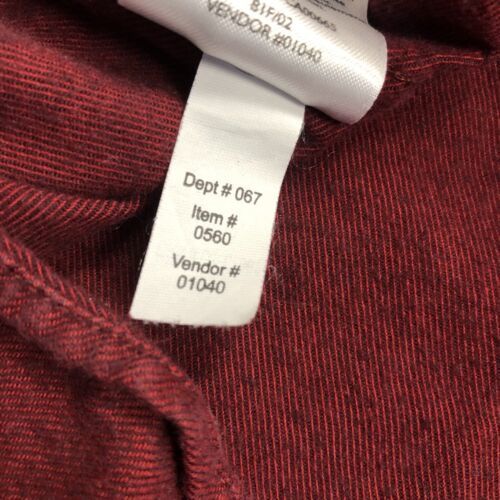 B1F/02
VENDOR #01040
Dept # 067
Item #
0560
Vendor #
01040